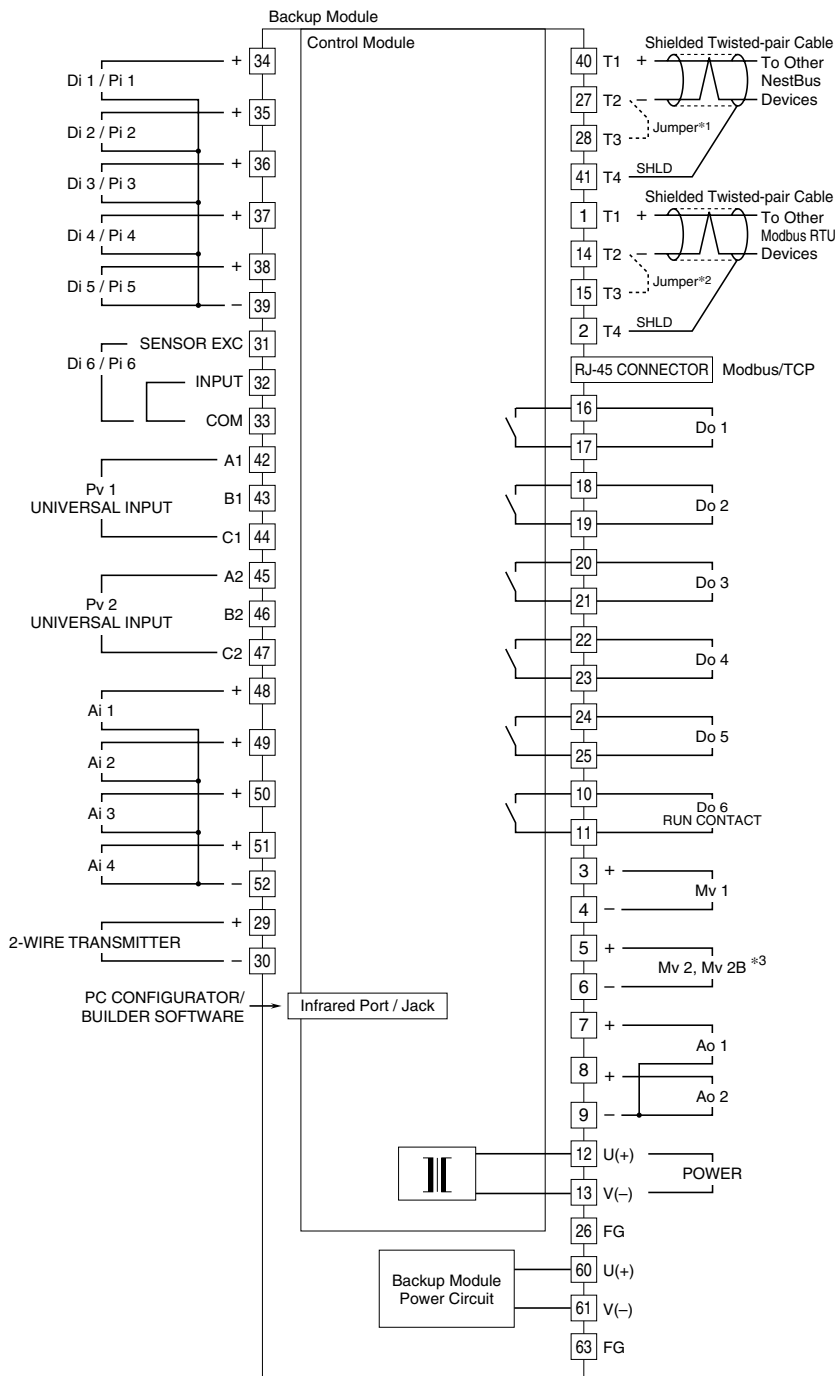 Backup Module
Control Module
Di 1 / Pi 1
+ 34
Di 2 / Pi 2
+ 35
Di 3 / Pi 3
+ 36
Di 4 / Pi 4
+ 37
Di 5 / Pi 5
+ 38
− 39
Di 6 / Pi 6
SENSOR EXC 31
INPUT 32
COM 33
Pv 1
UNIVERSAL INPUT
A1 42
B1 43
C1 44
Pv 2
UNIVERSAL INPUT
A2 45
B2 46
C2 47
Ai 1
+ 48
Ai 2
+ 49
Ai 3
+ 50
Ai 4
+ 51
− 52
2-WIRE TRANSMITTER
+ 29
− 30
PC CONFIGURATOR/
BUILDER SOFTWARE
Infrared Port / Jack
Shielded Twisted-pair Cable
40 T1 + To Other
NestBus
27 T2 − Devices
Jumper*1
28 T3
41 T4 SHLD
Shielded Twisted-pair Cable
1 T1 + To Other
Modbus RTU
14 T2 − Devices
Jumper*2
15 T3
2 T4 SHLD
RJ-45 CONNECTOR Modbus/TCP
16
Do 1
17
18
Do 2
19
20
Do 3
21
22
Do 4
23
24
Do 5
25
10
Do 6
RUN CONTACT
11
3 +
Mv 1
4 −
5 +
Mv 2, Mv 2B *3
6 −
7 +
Ao 1
8 +
Ao 2
9 −
12 U(+)
POWER
13 V(−)
26 FG
Backup Module
Power Circuit
60 U(+)
61 V(−)
63 FG